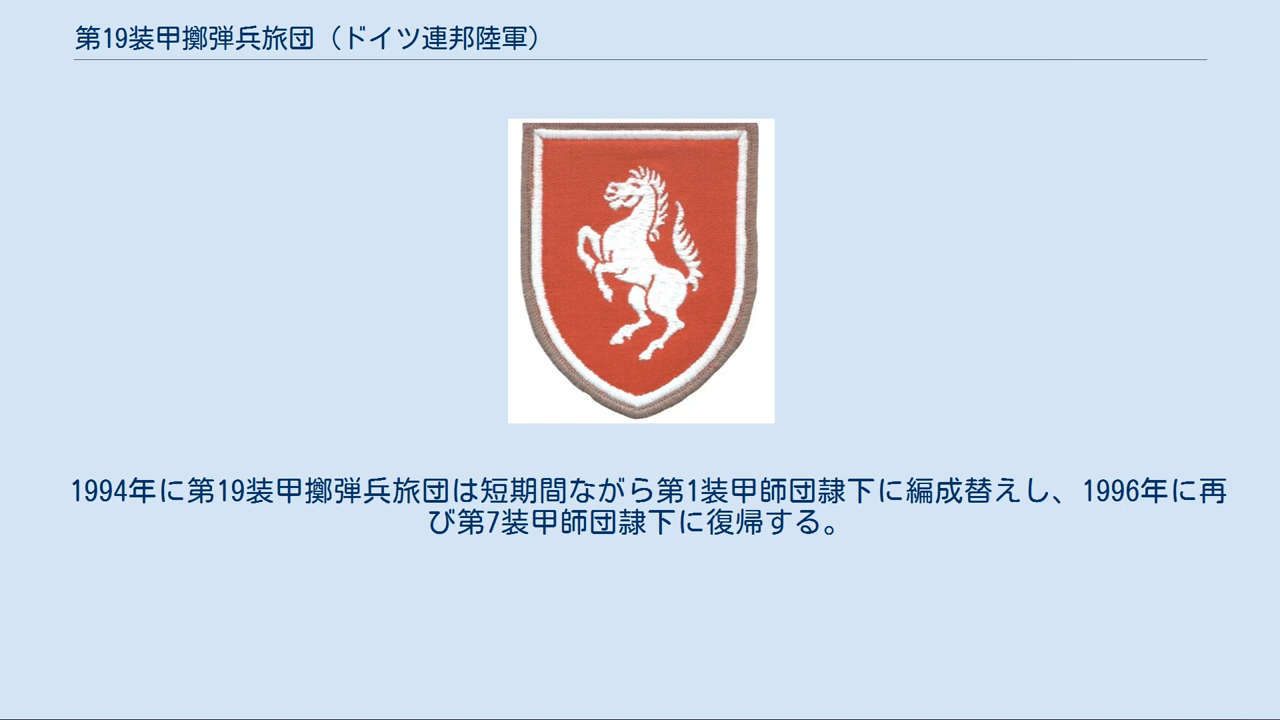 第19装甲擲弾兵旅団（ドイツ連邦陸軍）
1994年に第19装甲擲弾兵旅団は短期間ながら第1装甲師団隷下に編成替えし、1996年に再
び第7装甲師団隷下に復帰する。